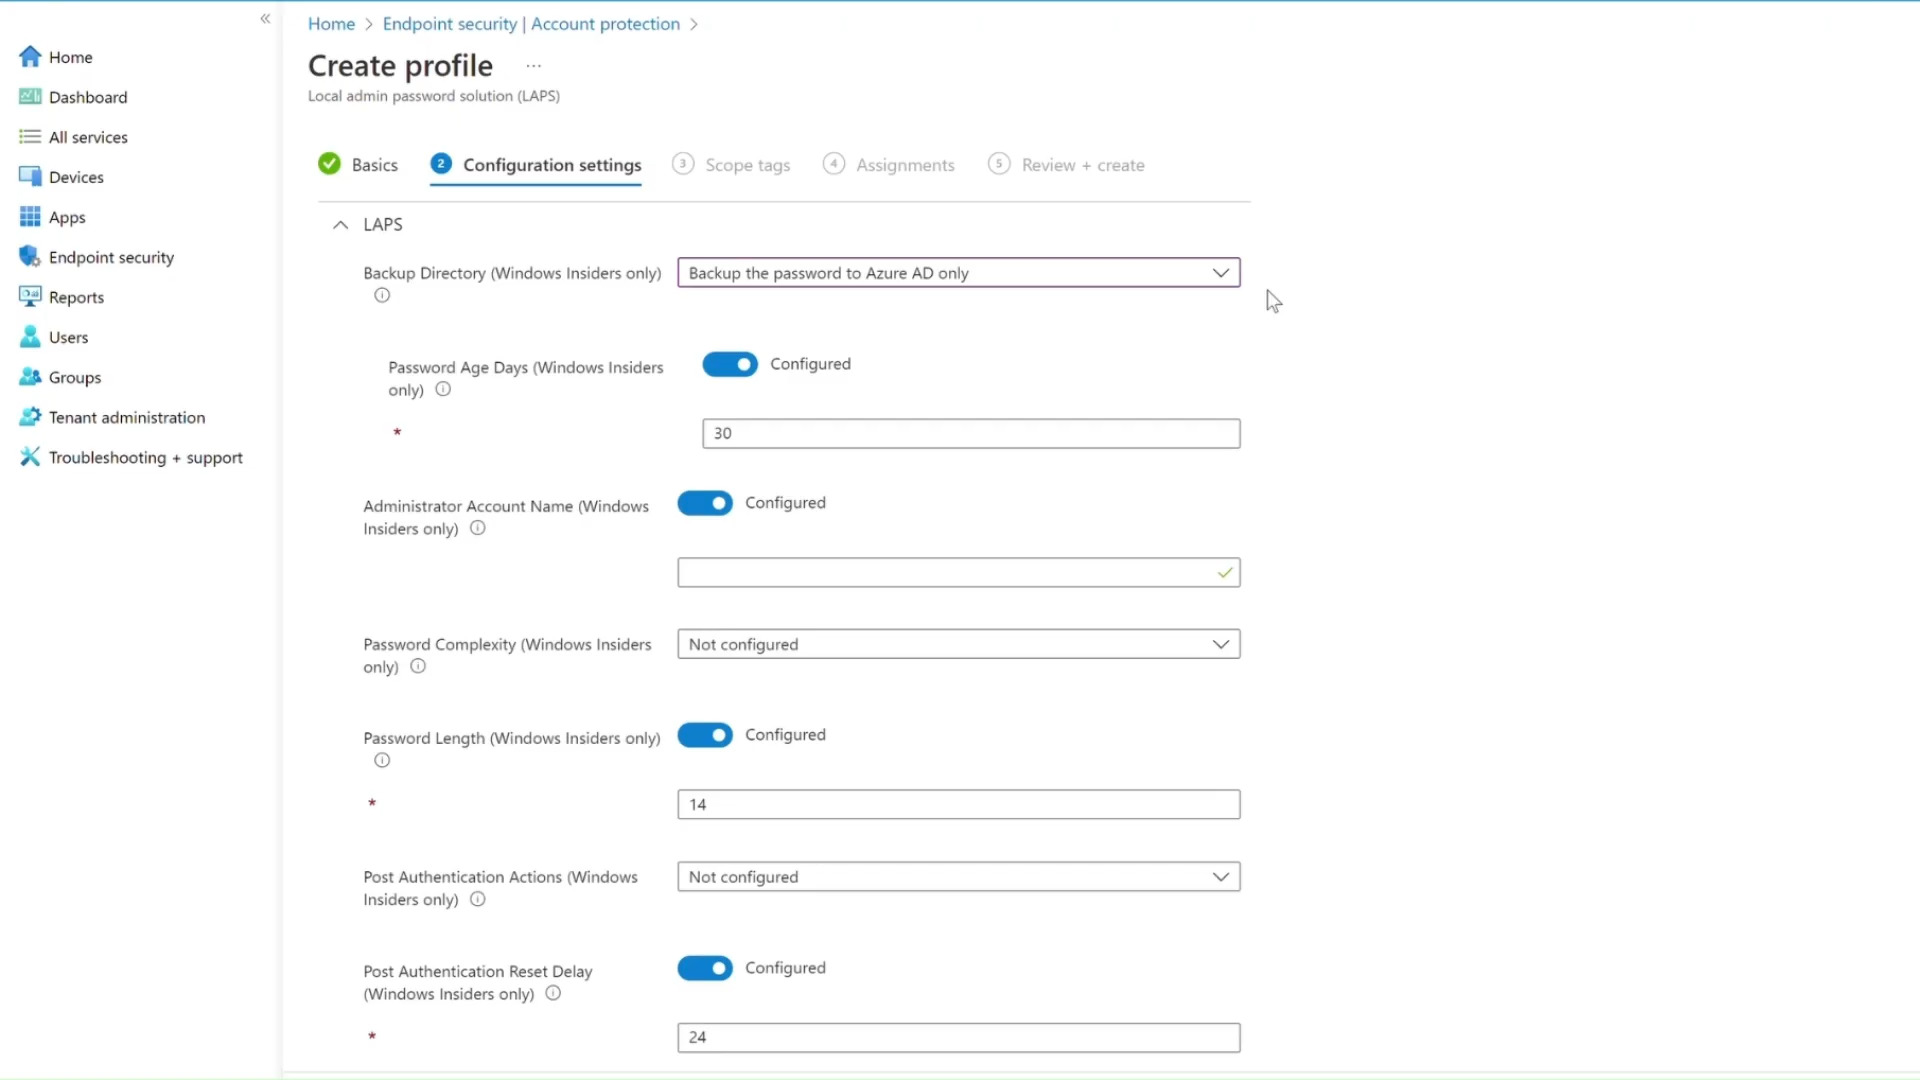 Home > Endpoint security | Account protection >
Create profile ...
Local admin password solution (LAPS)
Home
Dashboard
All services
Devices
Apps
Endpoint security
Reports
Users
Groups
Tenant administration
Troubleshooting + support
Basics
2 Configuration settings
3 Scope tags
4 Assignments
5 Review + create
LAPS
Backup Directory (Windows Insiders only)
Backup the password to Azure AD only
Password Age Days (Windows Insiders
only)
Configured
*
30
Administrator Account Name (Windows
Insiders only)
Configured
Password Complexity (Windows Insiders
only)
Not configured
Password Length (Windows Insiders only)
Configured
*
14
Post Authentication Actions (Windows
Insiders only)
Not configured
Post Authentication Reset Delay
(Windows Insiders only)
Configured
*
24